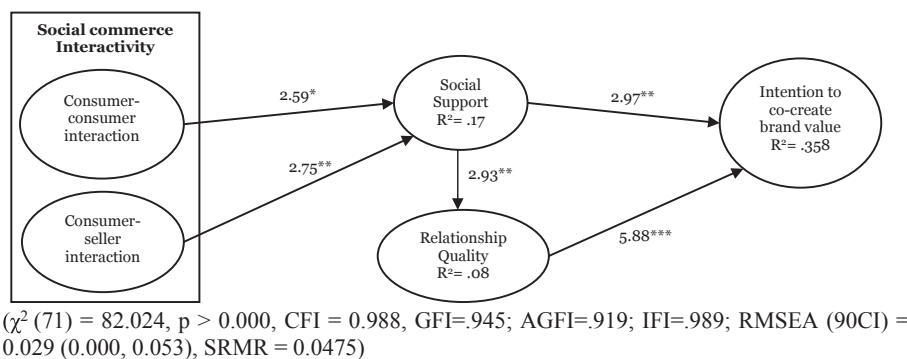 Social commerce
Interactivity
Consumer-
consumer
interaction
2.59*
Social
Support
R²= .17
2.97**
Intention to
co-create
brand value
R²= .358
Consumer-
seller
interaction
2.75**
2.93**
Relationship
Quality
R²= .08
5.88***
(χ² (71) = 82.024, p > 0.000, CFI = 0.988, GFI=.945; AGFI=.919; IFI=.989; RMSEA (90CI) =
0.029 (0.000, 0.053), SRMR = 0.0475)